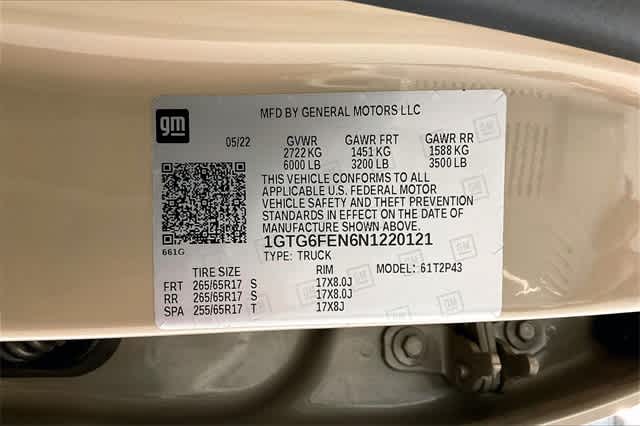 MFD BY GENERAL MOTORS LLC
gm
05/22 GVWR GAWR FRT GAWR RR
2722 KG 1451 KG 1588 KG
6000 LB 3200 LB 3500 LB
THIS VEHICLE CONFORMS TO ALL
APPLICABLE U.S. FEDERAL MOTOR
VEHICLE SAFETY AND THEFT PREVENTION
STANDARDS IN EFFECT ON THE DATE OF
MANUFACTURE SHOWN ABOVE.
1GTG6FEN6N1220121
661G
TYPE: TRUCK
TIRE SIZE RIM MODEL: 61T2P43
FRT 265/65R17 S 17X8.0J
RR 265/65R17 S 17X8.0J
SPA 255/65R17 T 17X8J